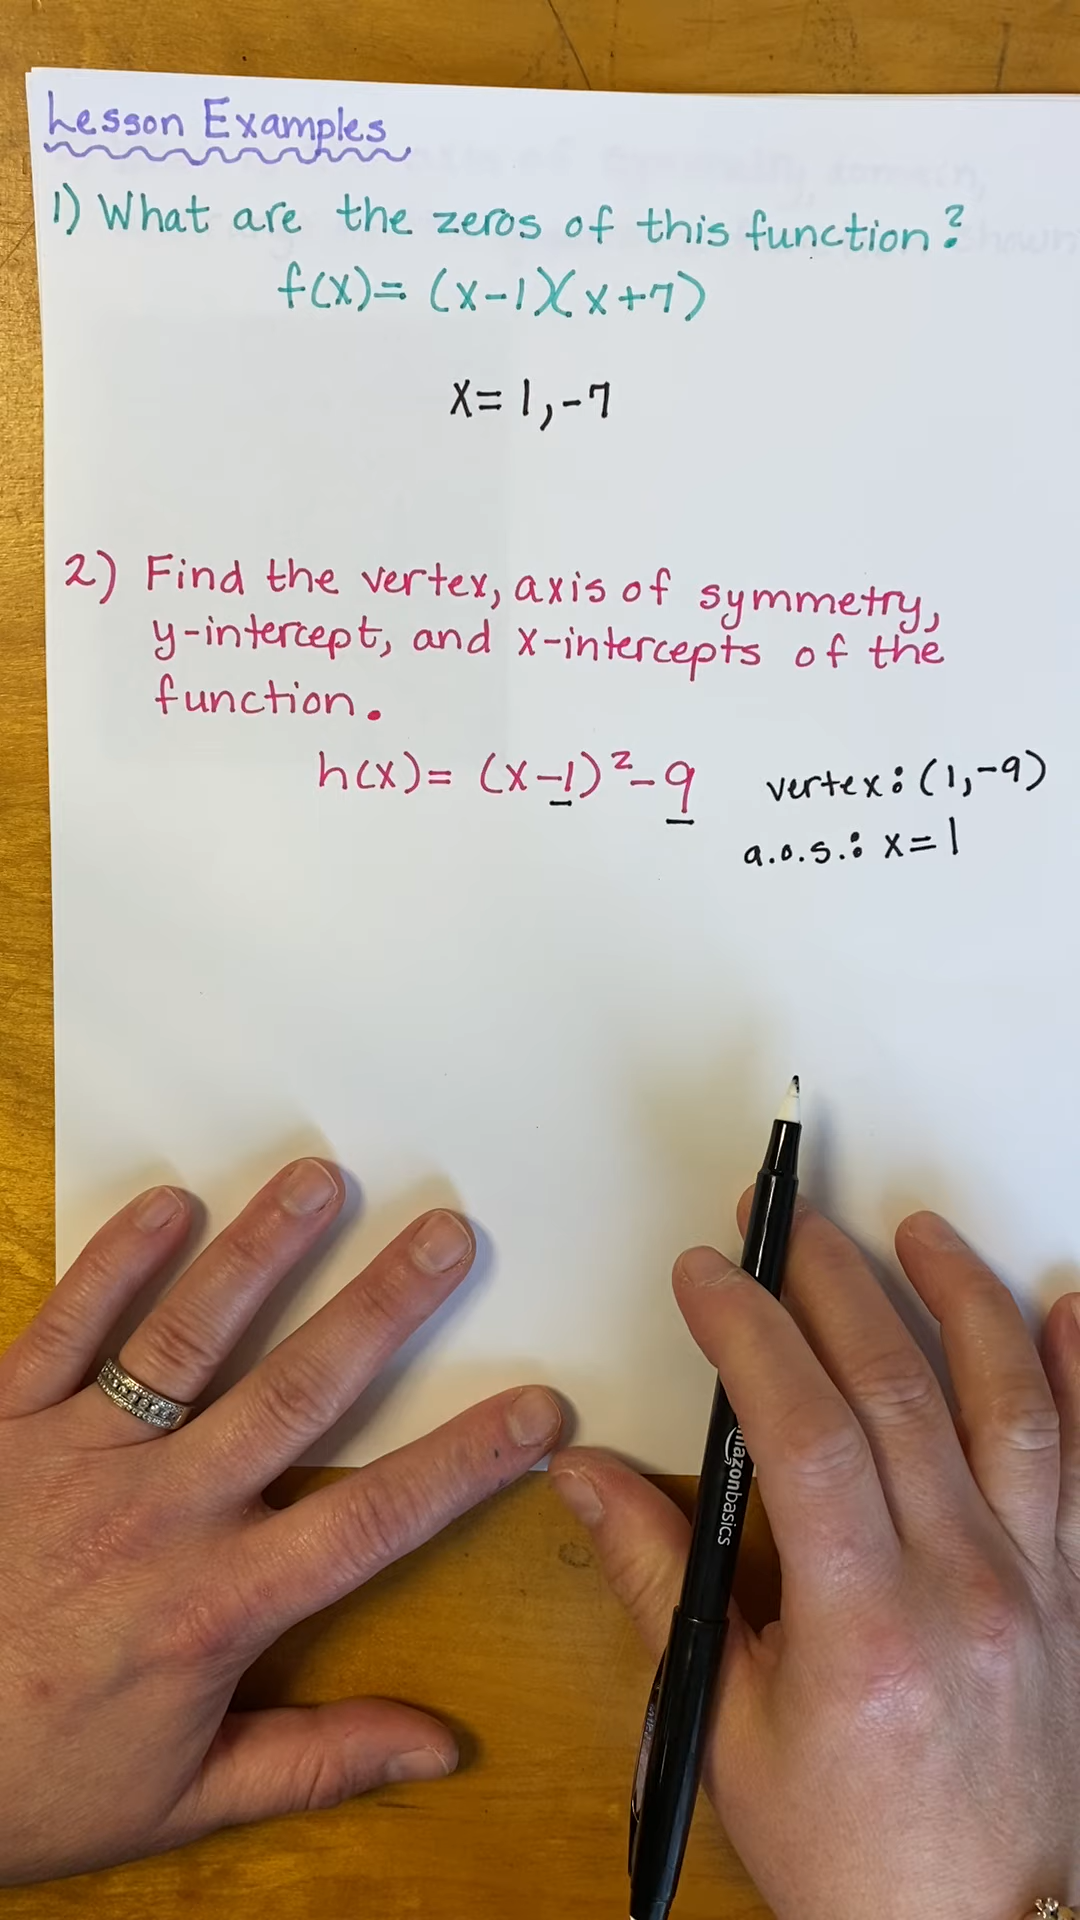 Lesson Examples
1) What are the zeros of this function?
f(x)= (x-1)(x+7)
x= 1, -7
2) Find the vertex, axis of symmetry,
y-intercept, and x-intercepts of the
function.
h(x)= (x-1)²-9
vertex: (1,-9)
a.o.s.: x=1
amazonbasics